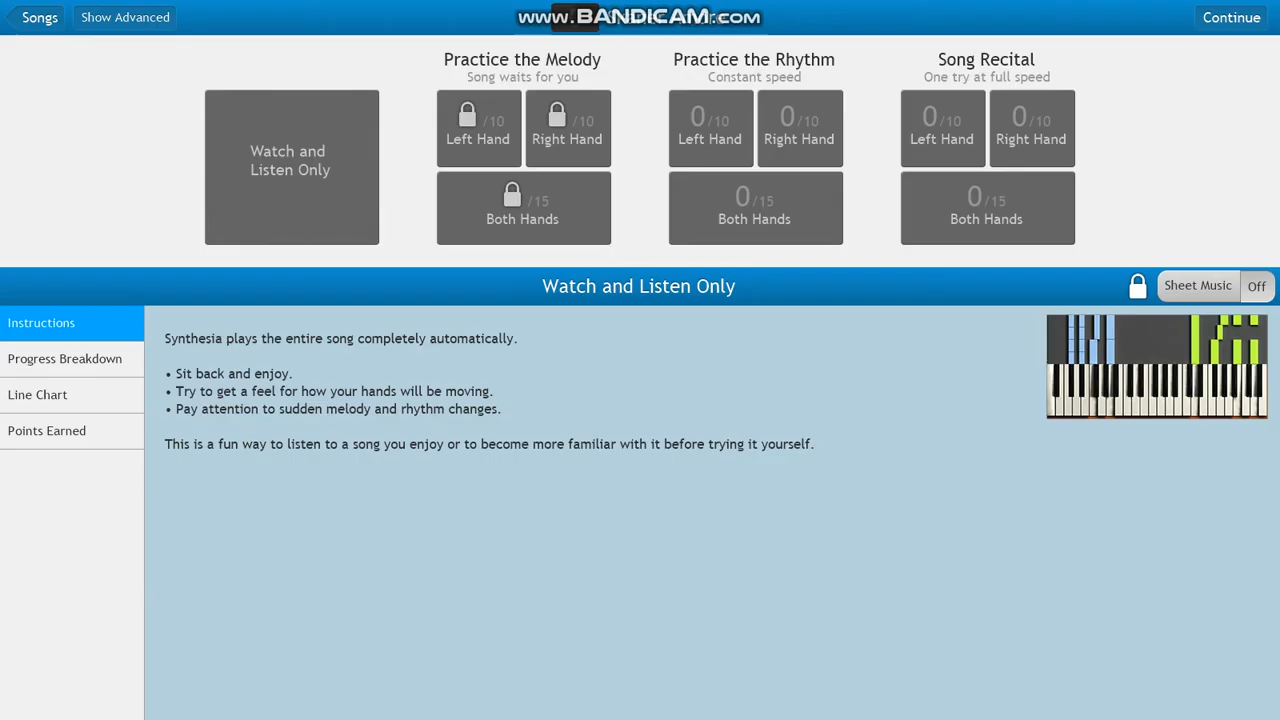 Songs
Show Advanced
www.BANDICAM.com
Continue
Practice the Melody
Song waits for you
Practice the Rhythm
Constant speed
Song Recital
One try at full speed
Watch and
Listen Only
/10
Left Hand
/10
Right Hand
/15
Both Hands
0/10
Left Hand
0/10
Right Hand
0/15
Both Hands
0/10
Left Hand
0/10
Right Hand
0/15
Both Hands
Watch and Listen Only
Sheet Music
Off
Instructions
Progress Breakdown
Line Chart
Points Earned
Synthesia plays the entire song completely automatically.
• Sit back and enjoy.
• Try to get a feel for how your hands will be moving.
• Pay attention to sudden melody and rhythm changes.
This is a fun way to listen to a song you enjoy or to become more familiar with it before trying it yourself.